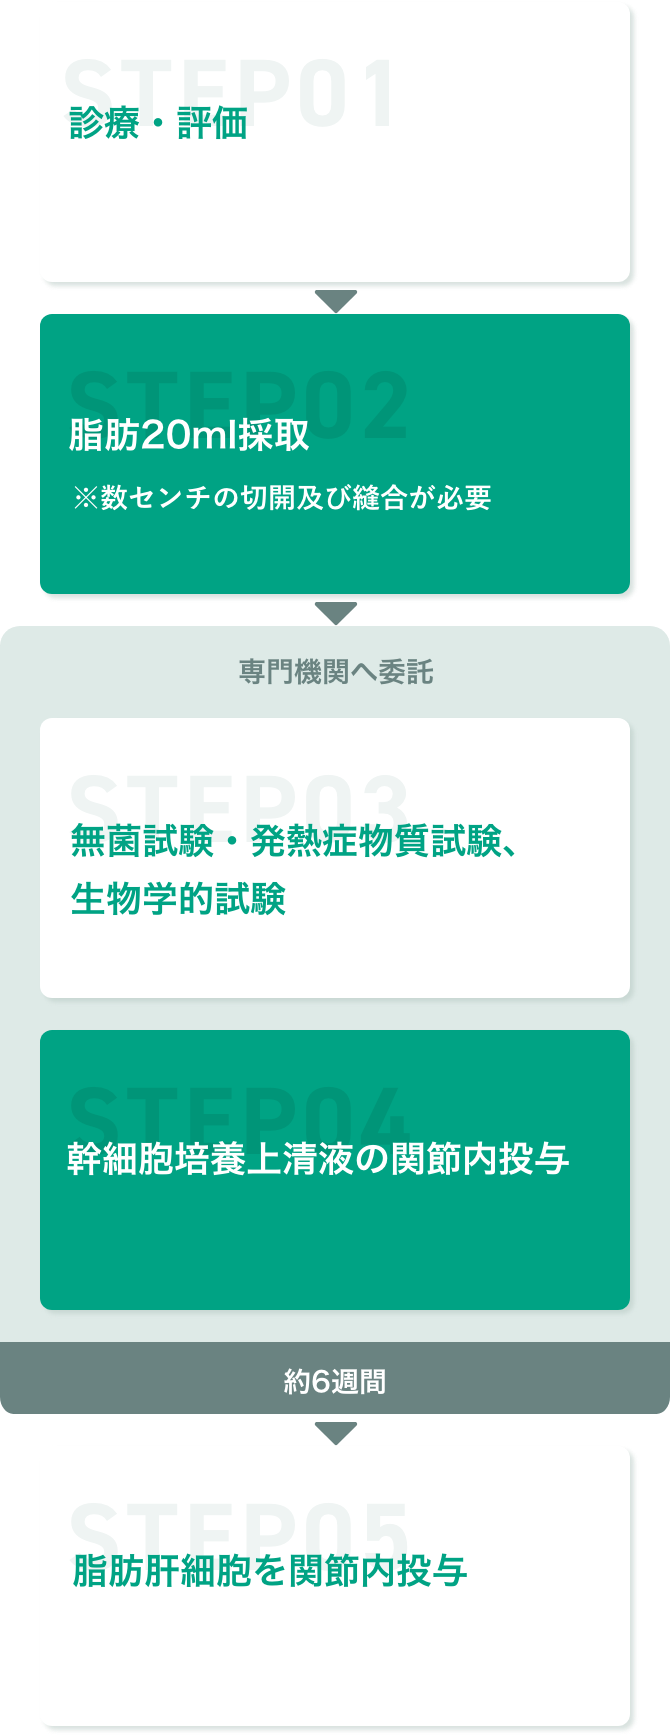 STEP01
診療・評価
STEP02
脂肪20ml採取
※数センチの切開及び縫合が必要
専門機関へ委託
STEP03
無菌試験・発熱症物質試験、
生物学的試験
STEP04
幹細胞培養上清液の関節内投与
約6週間
STEP05
脂肪肝細胞を関節内投与